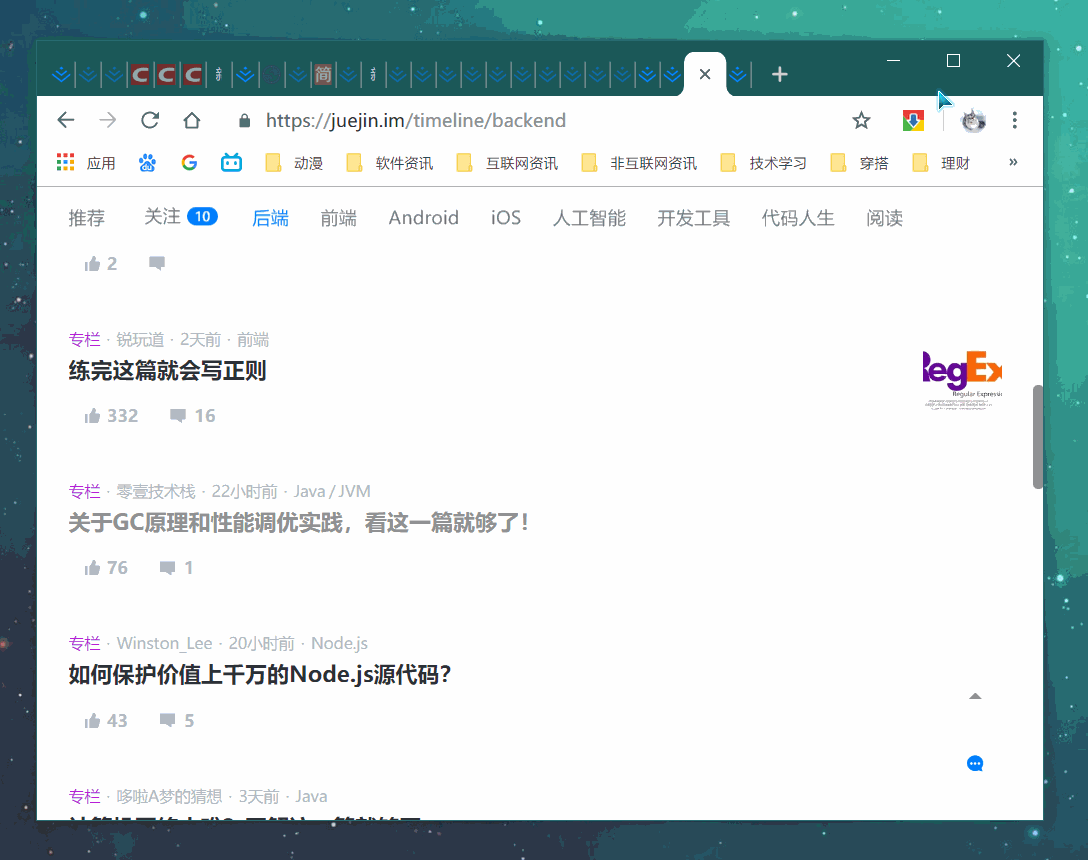 简
https://juejin.im/timeline/backend
应用 动漫 软件资讯 互联网资讯 非互联网资讯 技术学习 穿搭 理财 »
推荐 关注 10 后端 前端 Android iOS 人工智能 开发工具 代码人生 阅读
2
专栏 · 锐玩道 · 2天前 · 前端
练完这篇就会写正则
RegEx
Regular Expressi
332 16
专栏 · 零壹技术栈 · 22小时前 · Java / JVM
关于GC原理和性能调优实践，看这一篇就够了！
76 1
专栏 · Winston_Lee · 20小时前 · Node.js
如何保护价值上千万的Node.js源代码？
43 5
专栏 · 哆啦A梦的猜想 · 3天前 · Java